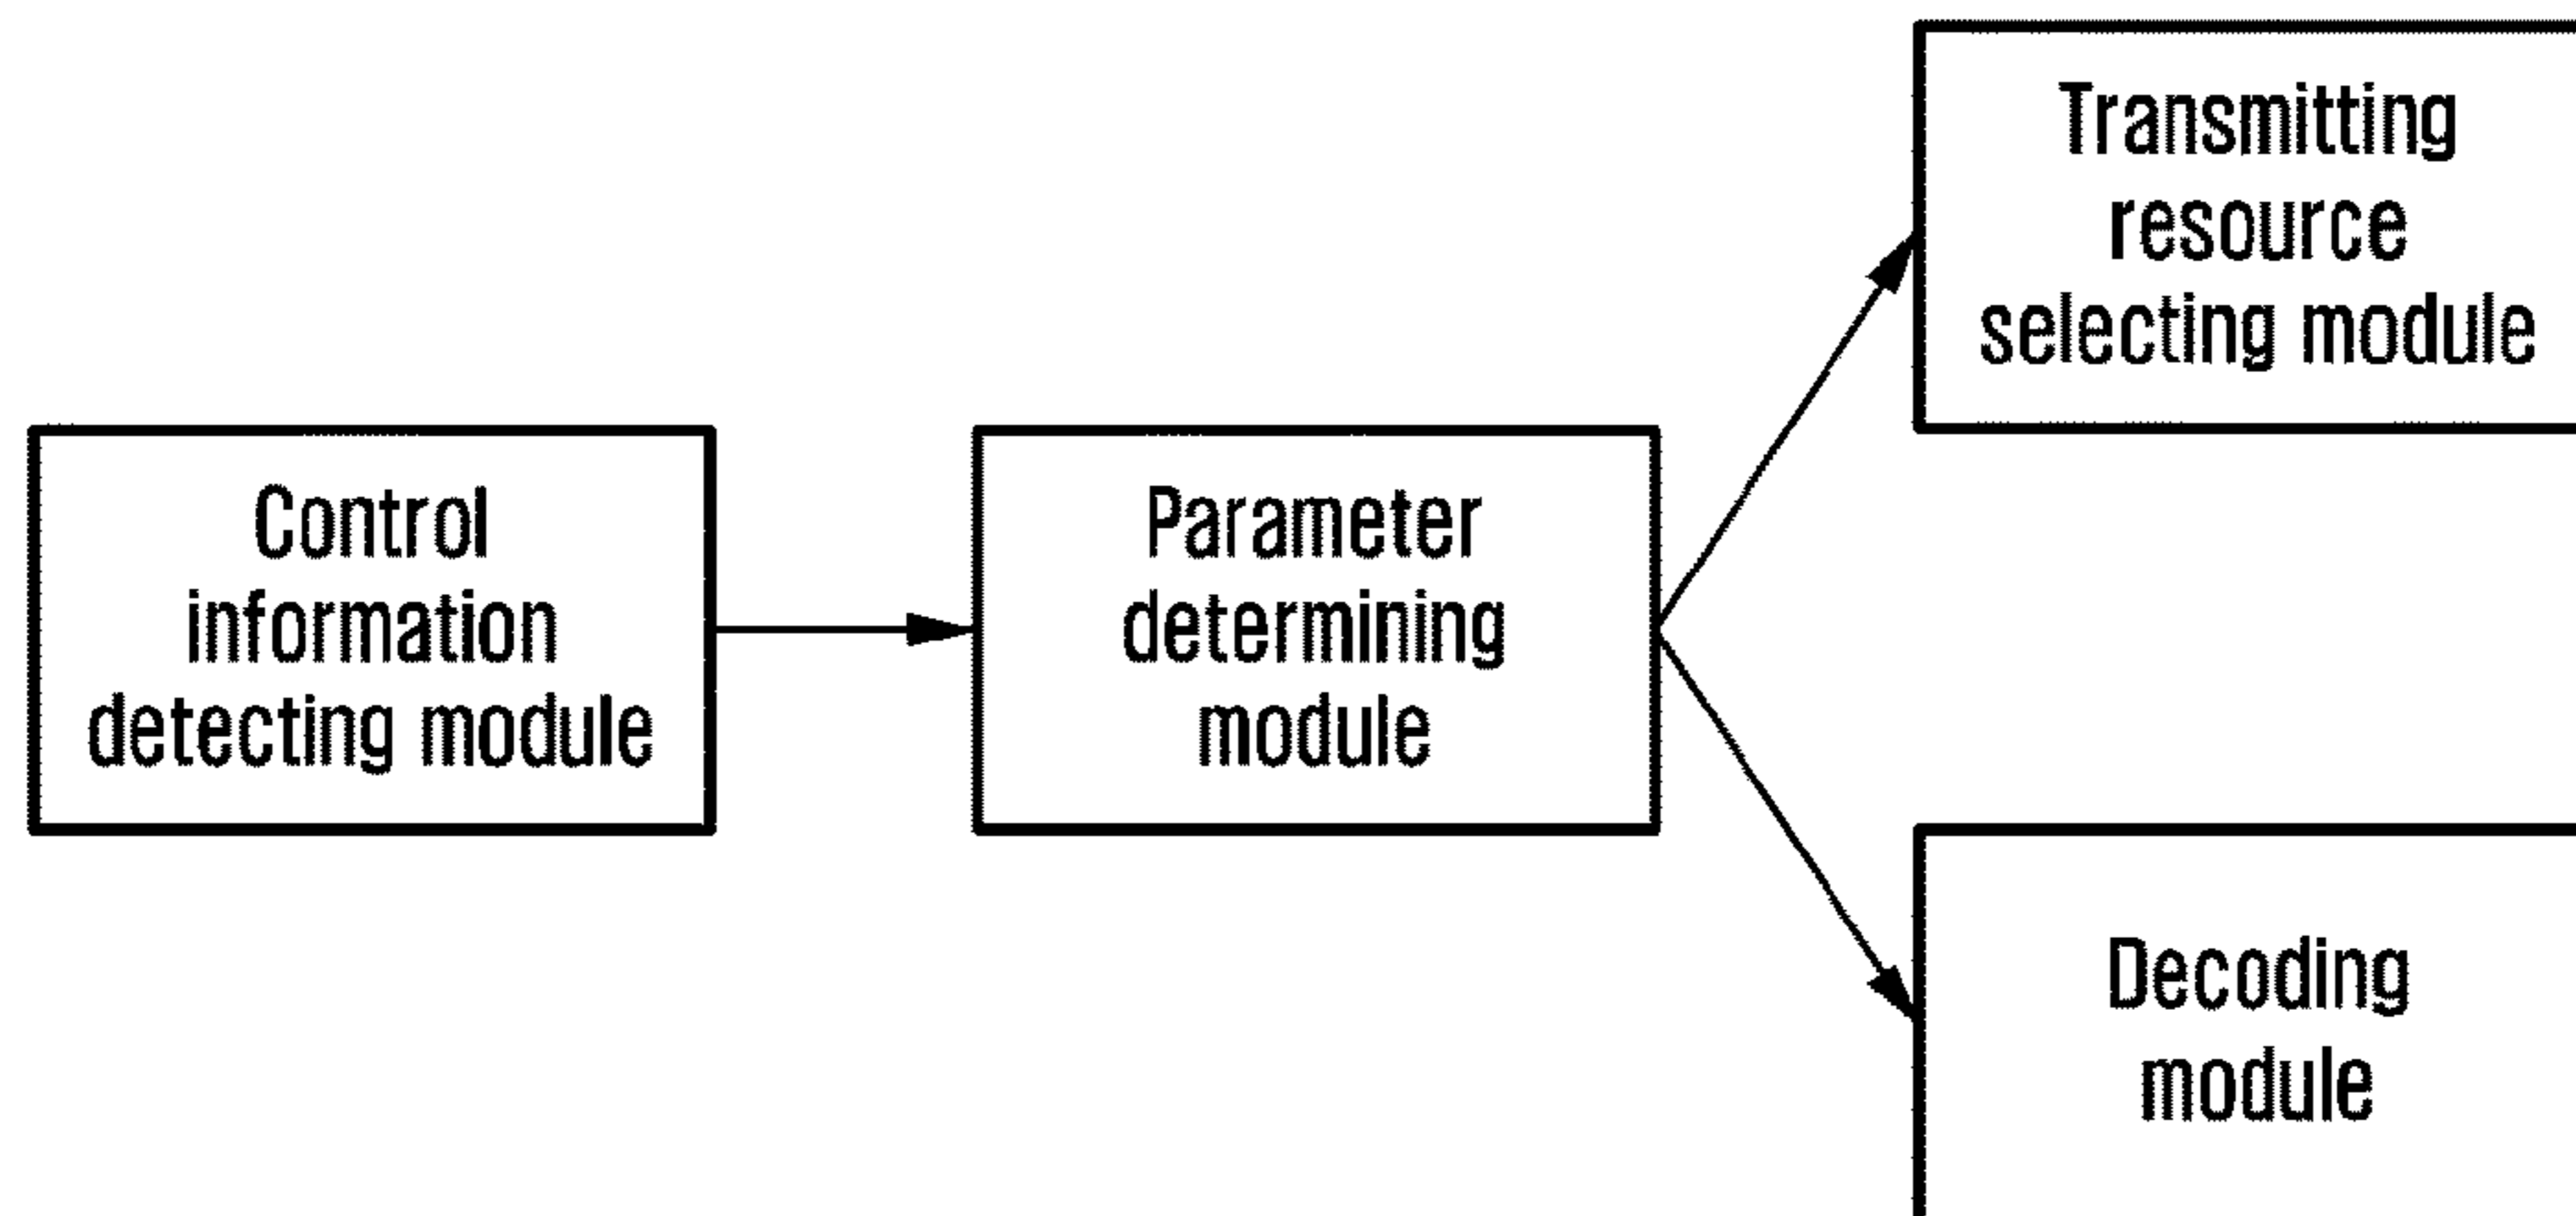 Control
information
detecting module
Parameter
determining
module
Transmitting
resource
selecting module
Decoding
module